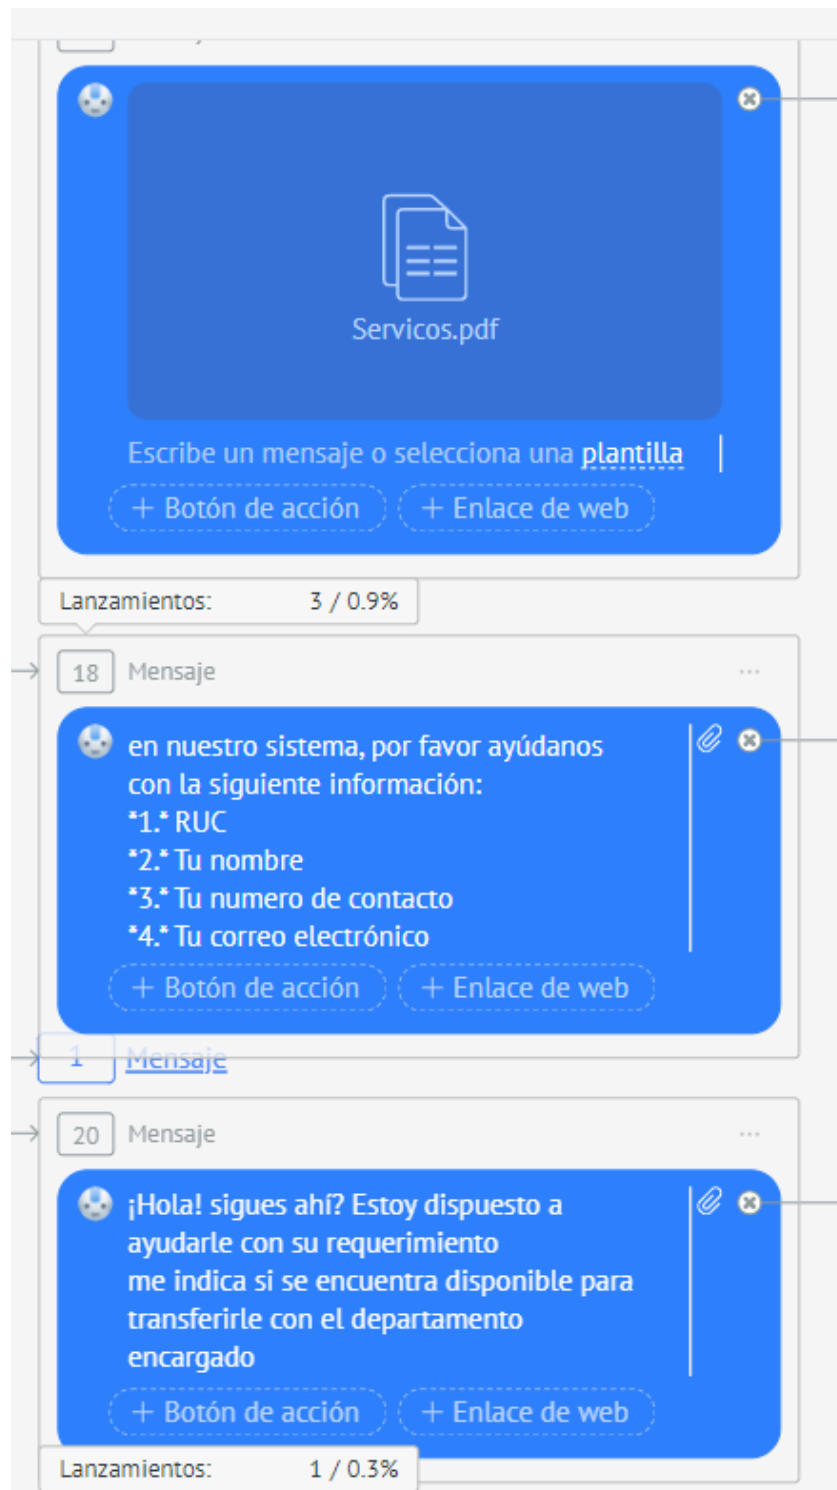 Servicos.pdf
Escribe un mensaje o selecciona una plantilla
+ Botón de acción + Enlace de web
Lanzamientos: 3 / 0.9%
18 Mensaje ...
en nuestro sistema, por favor ayúdanos
con la siguiente información:
*1.* RUC
*2.* Tu nombre
*3.* Tu numero de contacto
*4.* Tu correo electrónico
+ Botón de acción + Enlace de web
1 Mensaje
20 Mensaje ...
¡Hola! sigues ahí? Estoy dispuesto a
ayudarle con su requerimiento
me indica si se encuentra disponible para
transferirle con el departamento
encargado
+ Botón de acción + Enlace de web
Lanzamientos: 1 / 0.3%